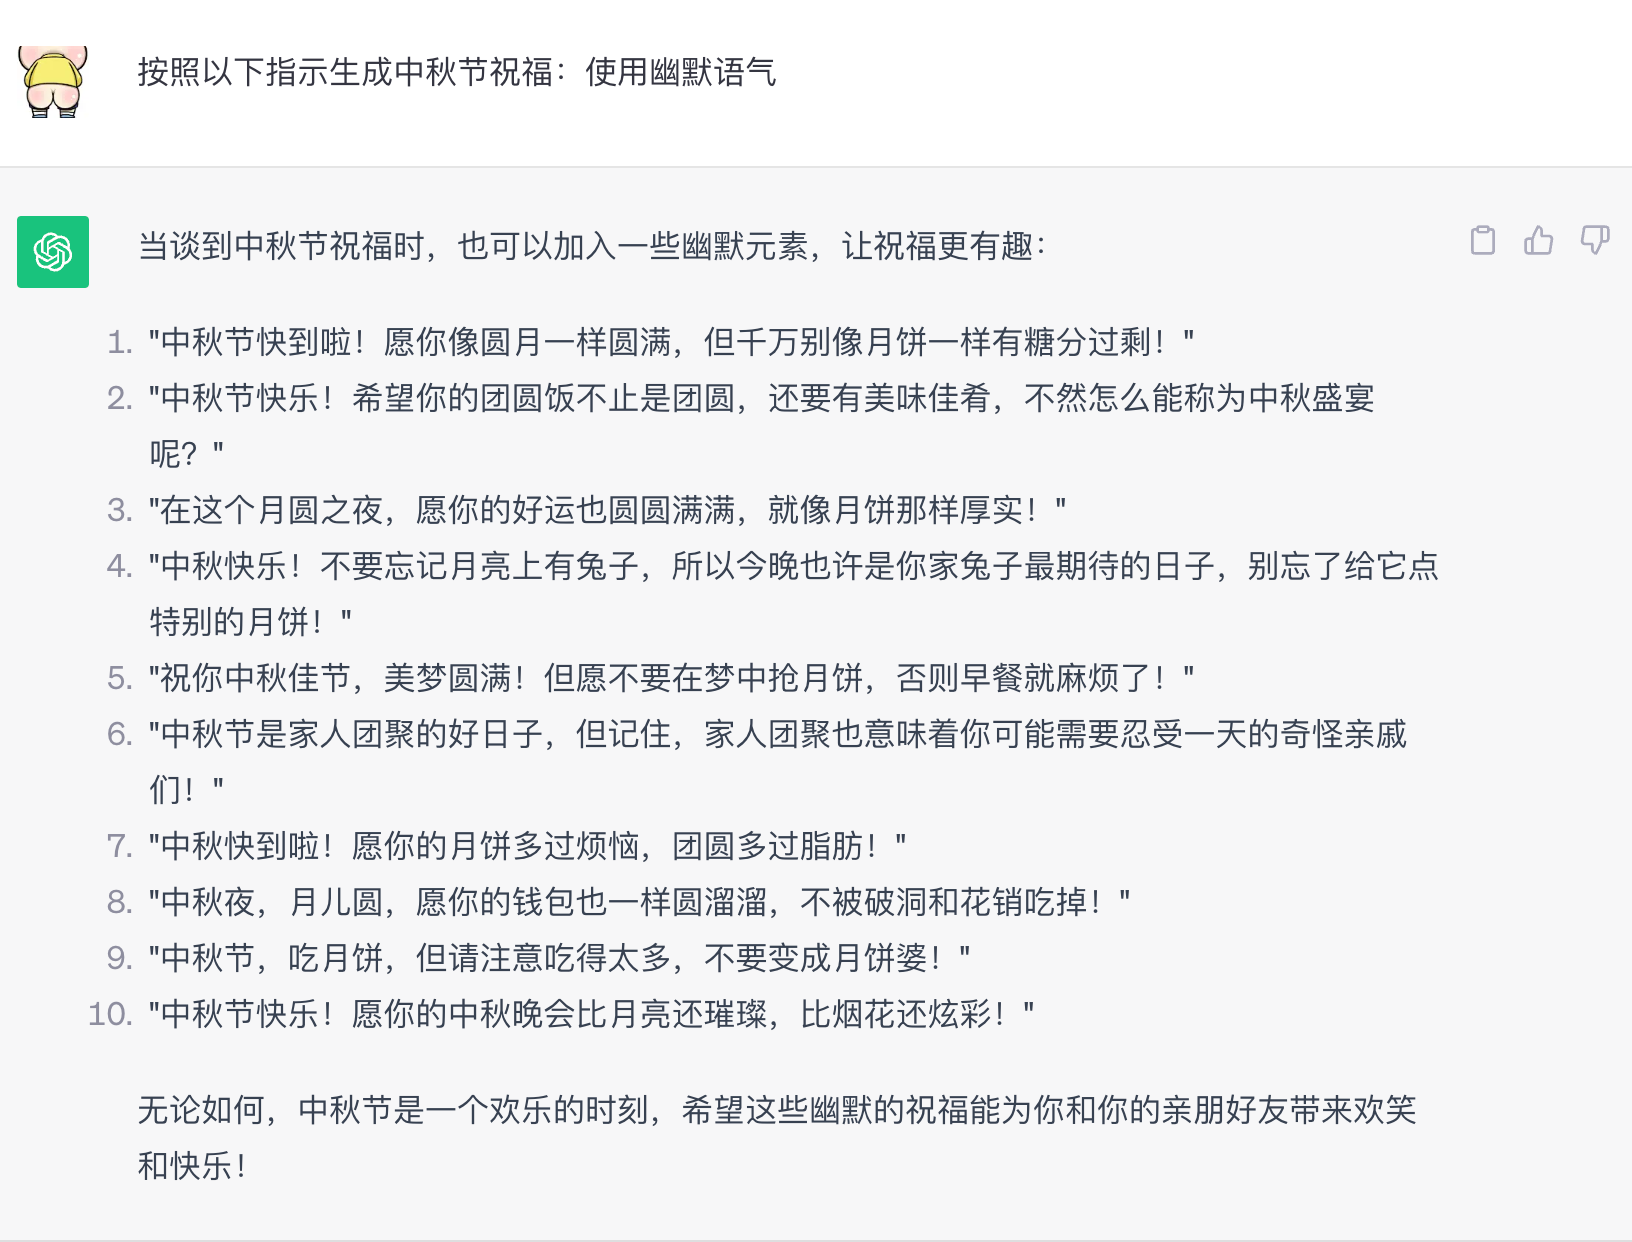 按照以下指示生成中秋节祝福：使用幽默语气
当谈到中秋节祝福时，也可以加入一些幽默元素，让祝福更有趣：
1. "中秋节快到啦！愿你像圆月一样圆满，但千万别像月饼一样有糖分过剩！"
2. "中秋节快乐！希望你的团圆饭不止是团圆，还要有美味佳肴，不然怎么能称为中秋盛宴
呢？"
3. "在这个月圆之夜，愿你的好运也圆圆满满，就像月饼那样厚实！"
4. "中秋快乐！不要忘记月亮上有兔子，所以今晚也许是你家兔子最期待的日子，别忘了给它点
特别的月饼！"
5. "祝你中秋佳节，美梦圆满！但愿不要在梦中抢月饼，否则早餐就麻烦了！"
6. "中秋节是家人团聚的好日子，但记住，家人团聚也意味着你可能需要忍受一天的奇怪亲戚
们！"
7. "中秋快到啦！愿你的月饼多过烦恼，团圆多过脂肪！"
8. "中秋夜，月儿圆，愿你的钱包也一样圆溜溜，不被破洞和花销吃掉！"
9. "中秋节，吃月饼，但请注意吃得太多，不要变成月饼婆！"
10. "中秋节快乐！愿你的中秋晚会比月亮还璀璨，比烟花还炫彩！"
无论如何，中秋节是一个欢乐的时刻，希望这些幽默的祝福能为你和你的亲朋好友带来欢笑
和快乐！